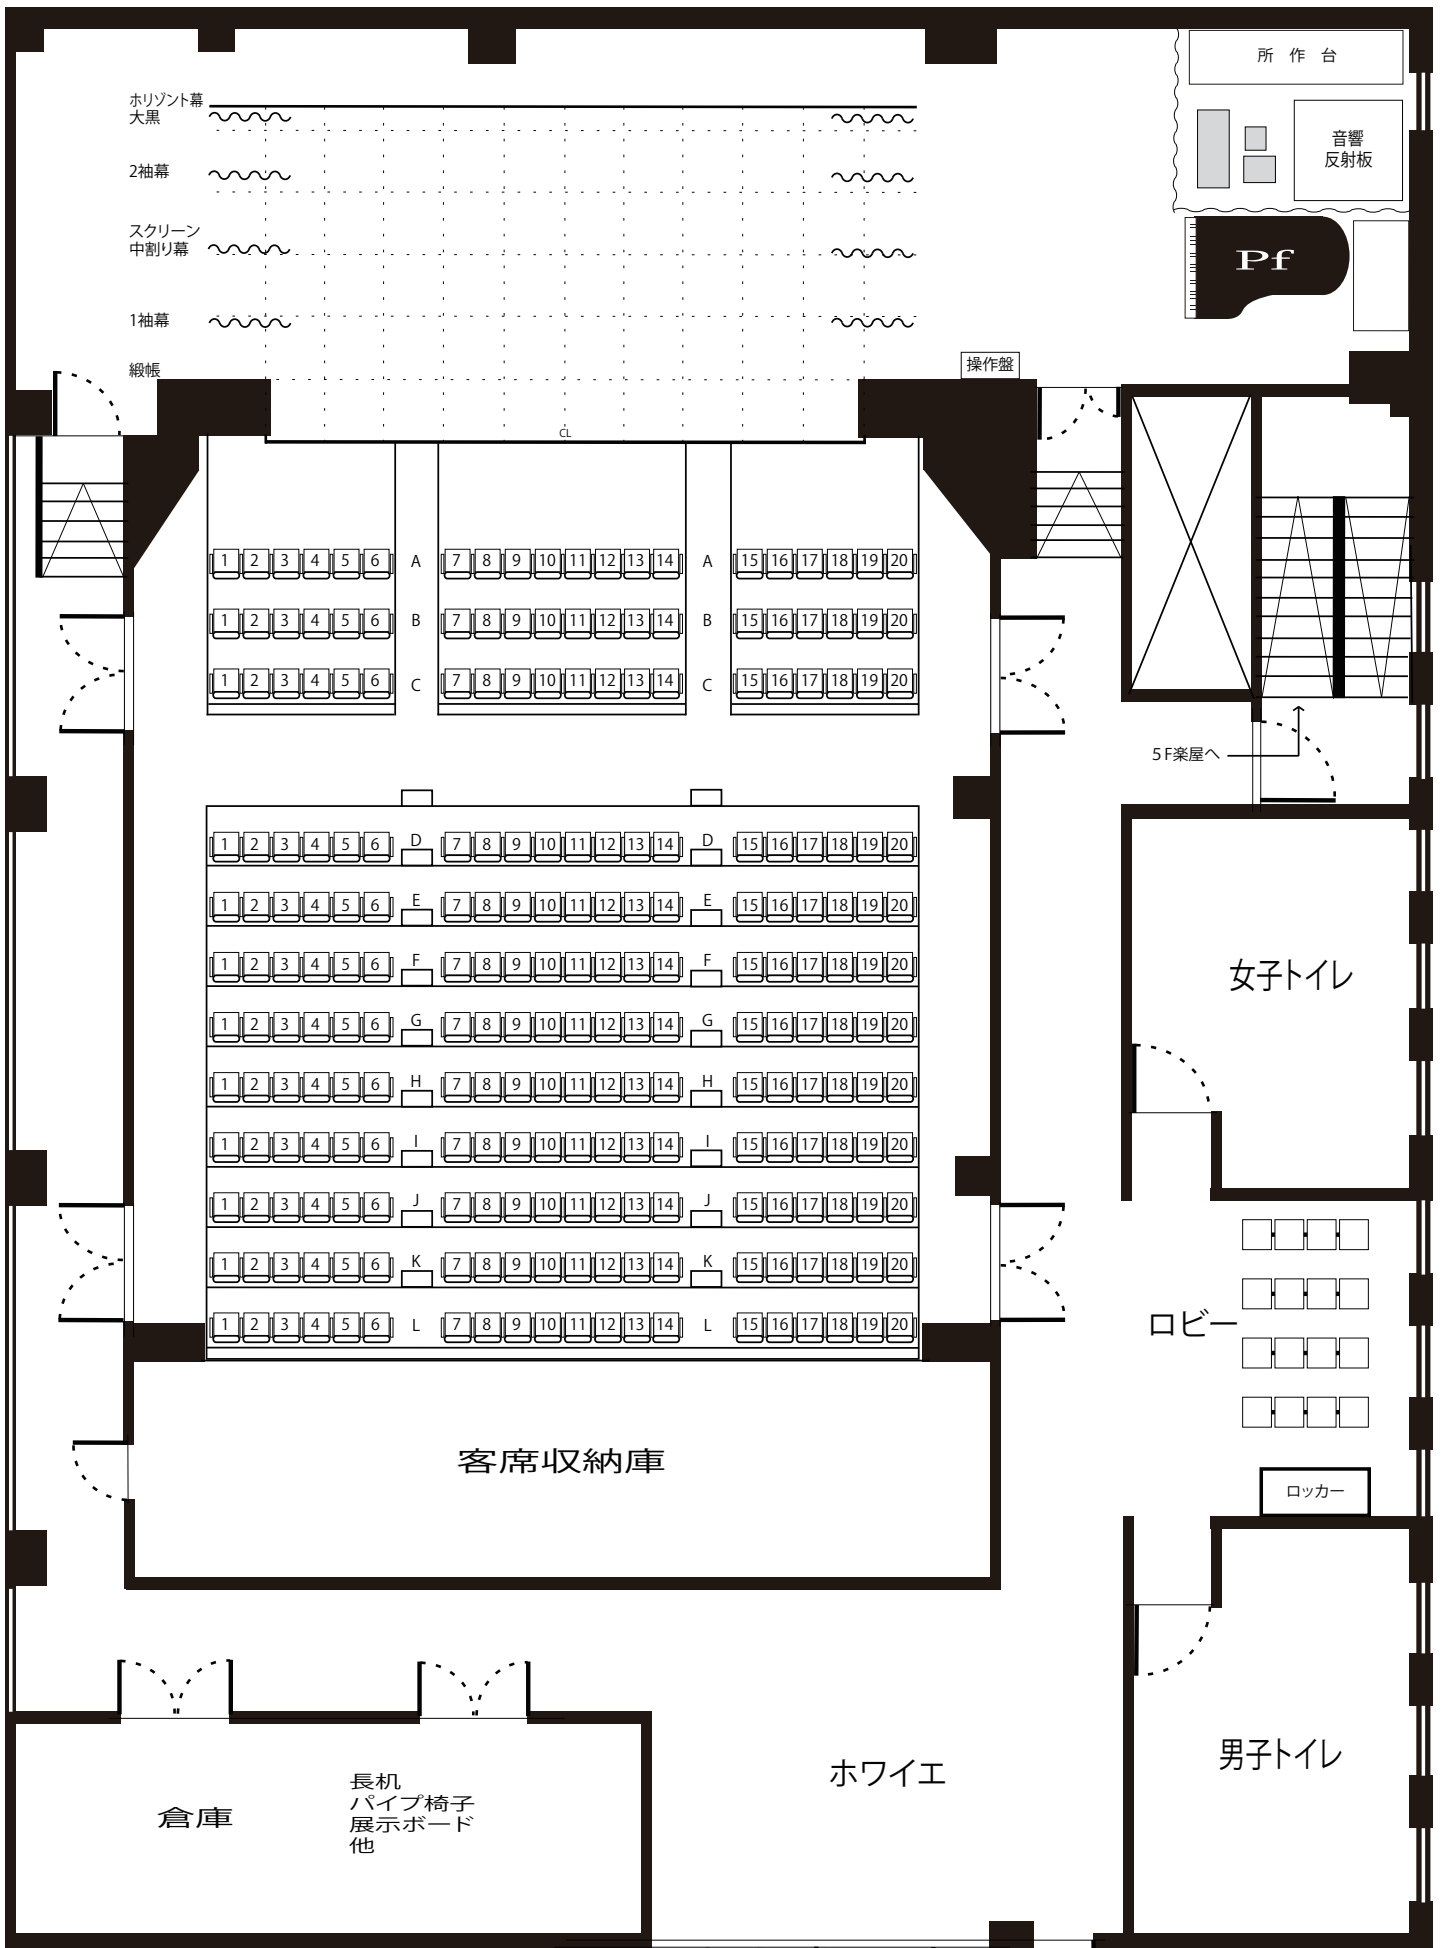 所 作 台
ホリゾント幕
大黒
音響
反射板
2袖幕
スクリーン
中割り幕
Pf
1袖幕
緞帳
操作盤
CL
1 2 3 4 5 6 A 7 8 9 10 11 12 13 14 A 15 16 17 18 19 20
1 2 3 4 5 6 B 7 8 9 10 11 12 13 14 B 15 16 17 18 19 20
1 2 3 4 5 6 C 7 8 9 10 11 12 13 14 C 15 16 17 18 19 20
5F楽屋へ
1 2 3 4 5 6 D 7 8 9 10 11 12 13 14 D 15 16 17 18 19 20
1 2 3 4 5 6 E 7 8 9 10 11 12 13 14 E 15 16 17 18 19 20
1 2 3 4 5 6 F 7 8 9 10 11 12 13 14 F 15 16 17 18 19 20
女子トイレ
1 2 3 4 5 6 G 7 8 9 10 11 12 13 14 G 15 16 17 18 19 20
1 2 3 4 5 6 H 7 8 9 10 11 12 13 14 H 15 16 17 18 19 20
1 2 3 4 5 6 I 7 8 9 10 11 12 13 14 I 15 16 17 18 19 20
1 2 3 4 5 6 J 7 8 9 10 11 12 13 14 J 15 16 17 18 19 20
1 2 3 4 5 6 K 7 8 9 10 11 12 13 14 K 15 16 17 18 19 20
1 2 3 4 5 6 L 7 8 9 10 11 12 13 14 L 15 16 17 18 19 20
ロビー
客席収納庫
ロッカー
男子トイレ
ホワイエ
倉庫
長机
パイプ椅子
展示ボード
他